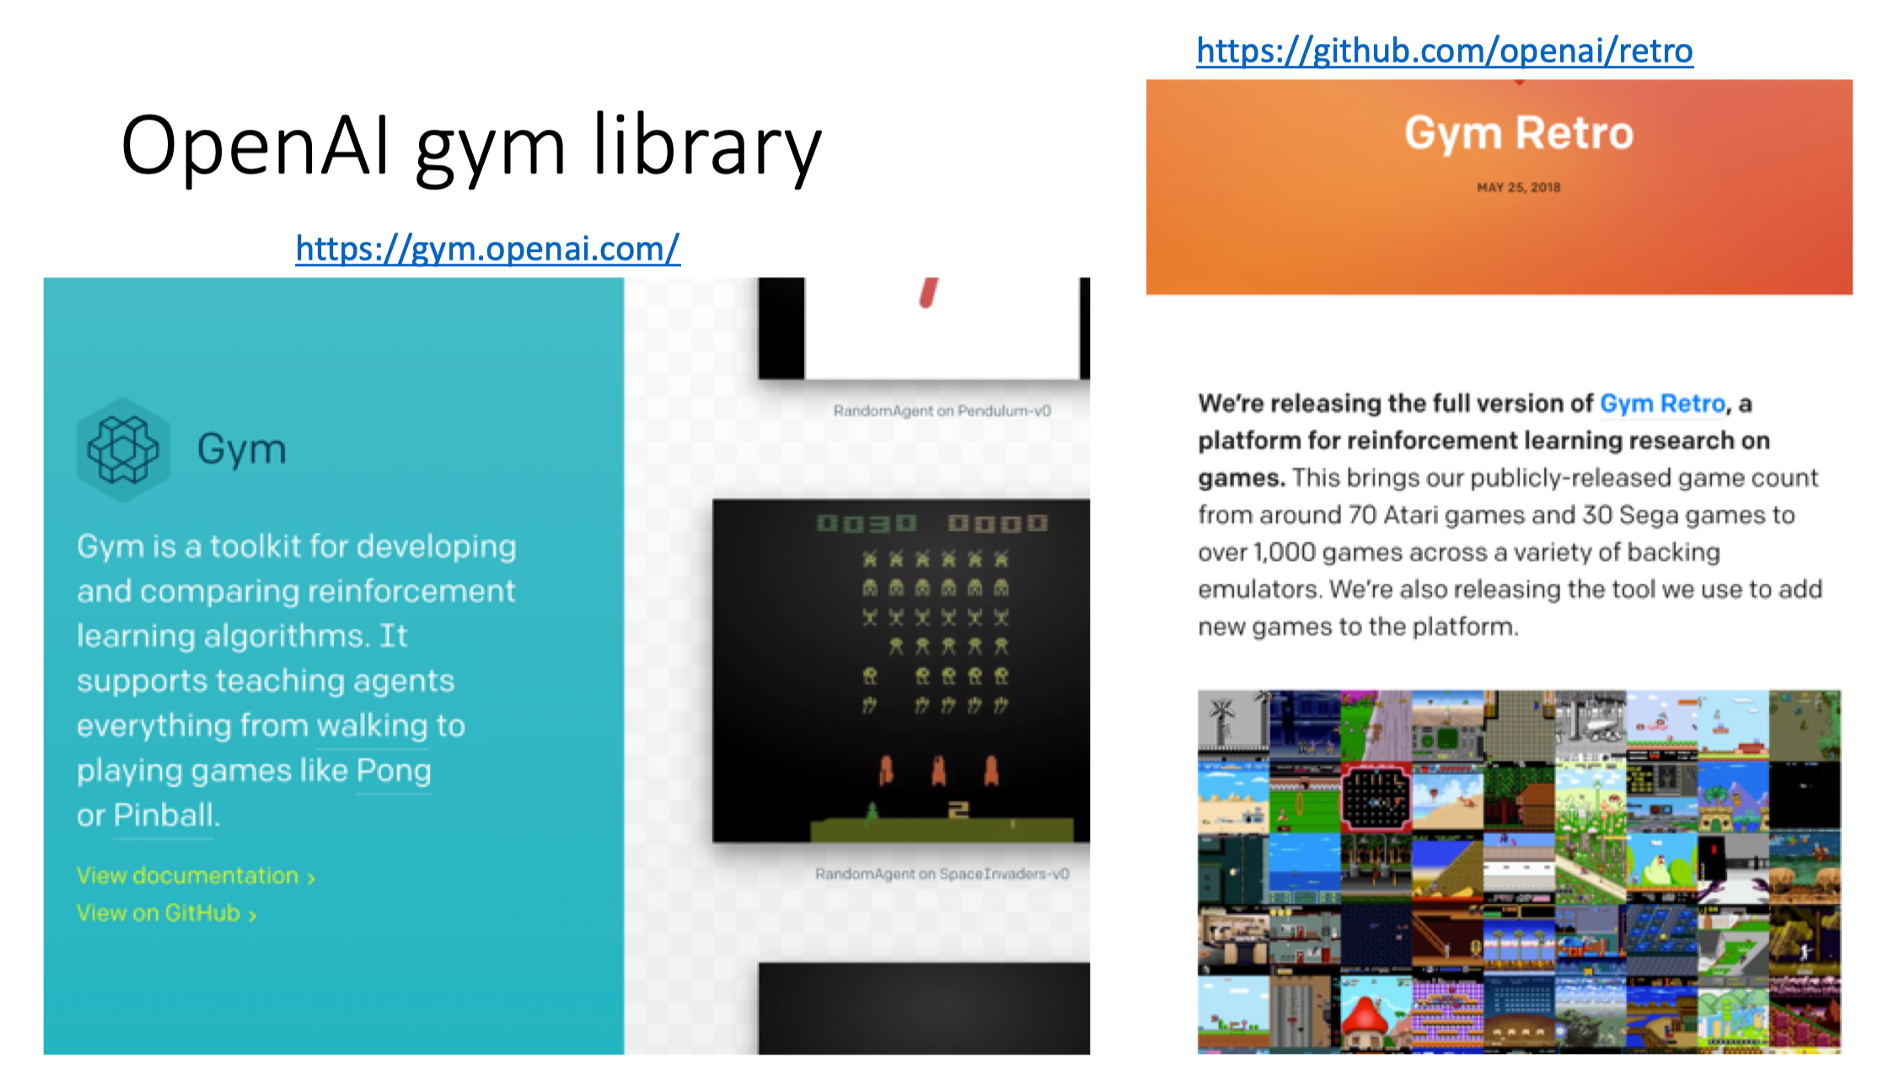 OpenAI gym library
https://gym.openai.com/
Gym
Gym is a toolkit for developing
and comparing reinforcement
learning algorithms. It
supports teaching agents
everything from walking to
playing games like Pong
or Pinball.
View documentation >
View on GitHub >
RandomAgent on Pendulum-v0
0030 0000
2
RandomAgent on SpaceInvaders-v0
https://github.com/openai/retro
Gym Retro
MAY 25, 2018
We’re releasing the full version of Gym Retro, a
platform for reinforcement learning research on
games. This brings our publicly-released game count
from around 70 Atari games and 30 Sega games to
over 1,000 games across a variety of backing
emulators. We’re also releasing the tool we use to add
new games to the platform.